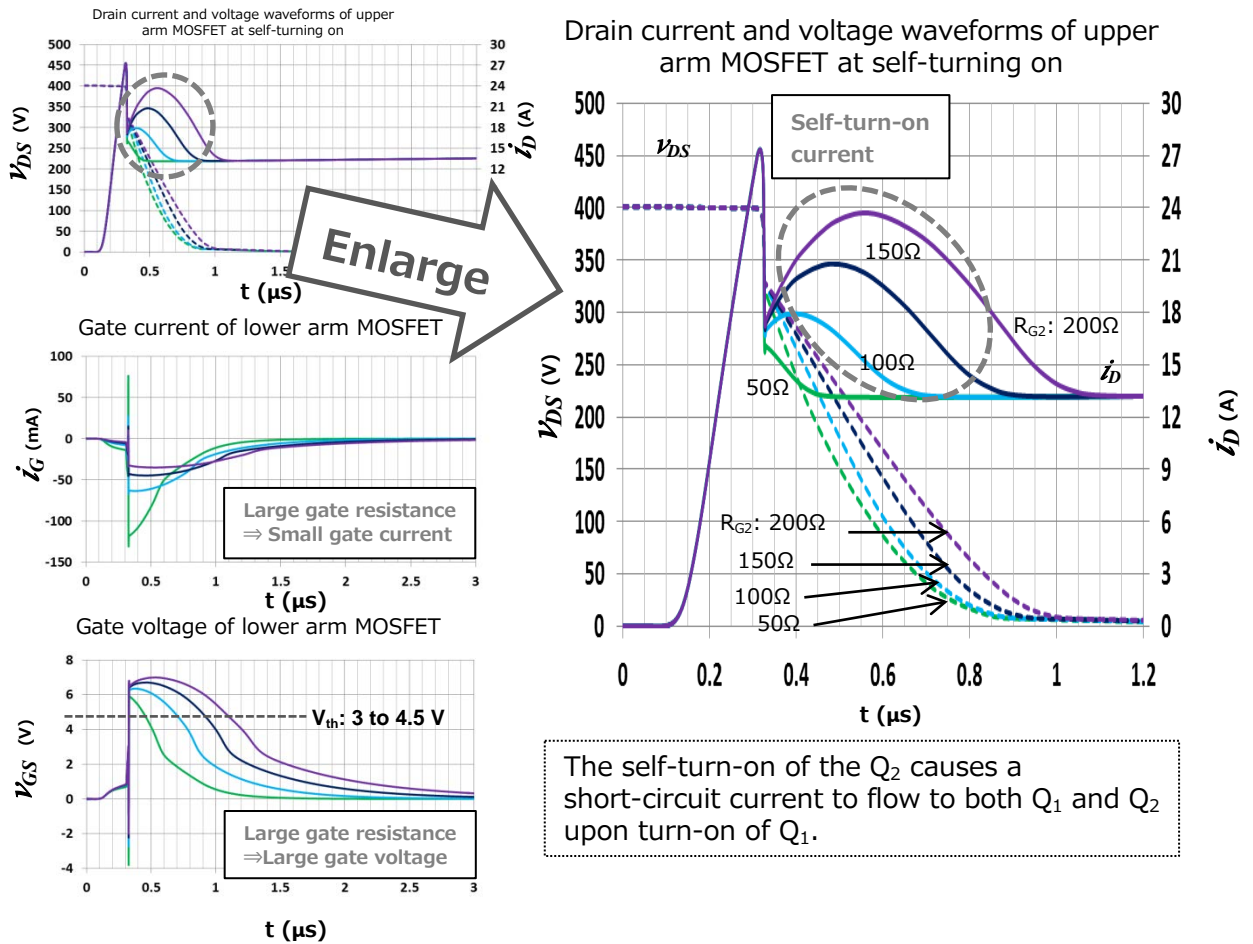 Drain current and voltage waveforms of upper
arm MOSFET at self-turning on
500
450
400
350
300
250
200
150
100
50
0
30
27
24
21
18
15
12
v_DS (V)
i_D (A)
0
0.5
1
1.5
t (μs)
Enlarge
Gate current of lower arm MOSFET
100
50
0
-50
-100
-150
i_G (mA)
Large gate resistance
⇒ Small gate current
0
0.5
1
1.5
2
2.5
3
t (μs)
Gate voltage of lower arm MOSFET
8
6
4
2
0
-2
-4
v_GS (V)
V_th: 3 to 4.5 V
Large gate resistance
⇒Large gate voltage
0
0.5
1
1.5
2
2.5
3
t (μs)
Drain current and voltage waveforms of upper
arm MOSFET at self-turning on
500
450
400
350
300
250
200
150
100
50
0
v_DS (V)
30
27
24
21
18
15
12
9
6
3
0
i_D (A)
v_DS
Self-turn-on
current
150Ω
R_G2: 200Ω
100Ω
50Ω
i_D
R_G2: 200Ω
150Ω
100Ω
50Ω
0
0.2
0.4
0.6
0.8
1
1.2
t (μs)
The self-turn-on of the Q₂ causes a
short-circuit current to flow to both Q₁ and Q₂
upon turn-on of Q₁.